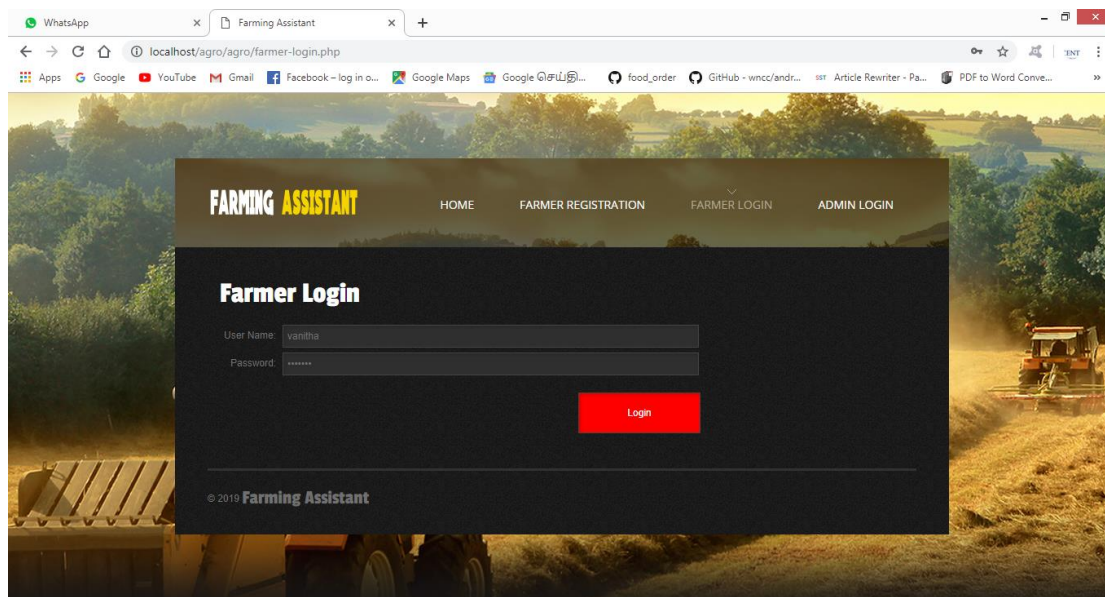 WhatsApp
Farming Assistant
localhost/agro/agro/farmer-login.php
Apps Google YouTube Gmail Facebook – log in o... Google Maps Google செய்தி... food_order GitHub - wncc/andr... SST Article Rewriter - Pa... PDF to Word Conve... »
FARMING ASSISTANT
HOME FARMER REGISTRATION FARMER LOGIN ADMIN LOGIN
Farmer Login
User Name: vanitha
Password: •••••••
Login
© 2019 Farming Assistant